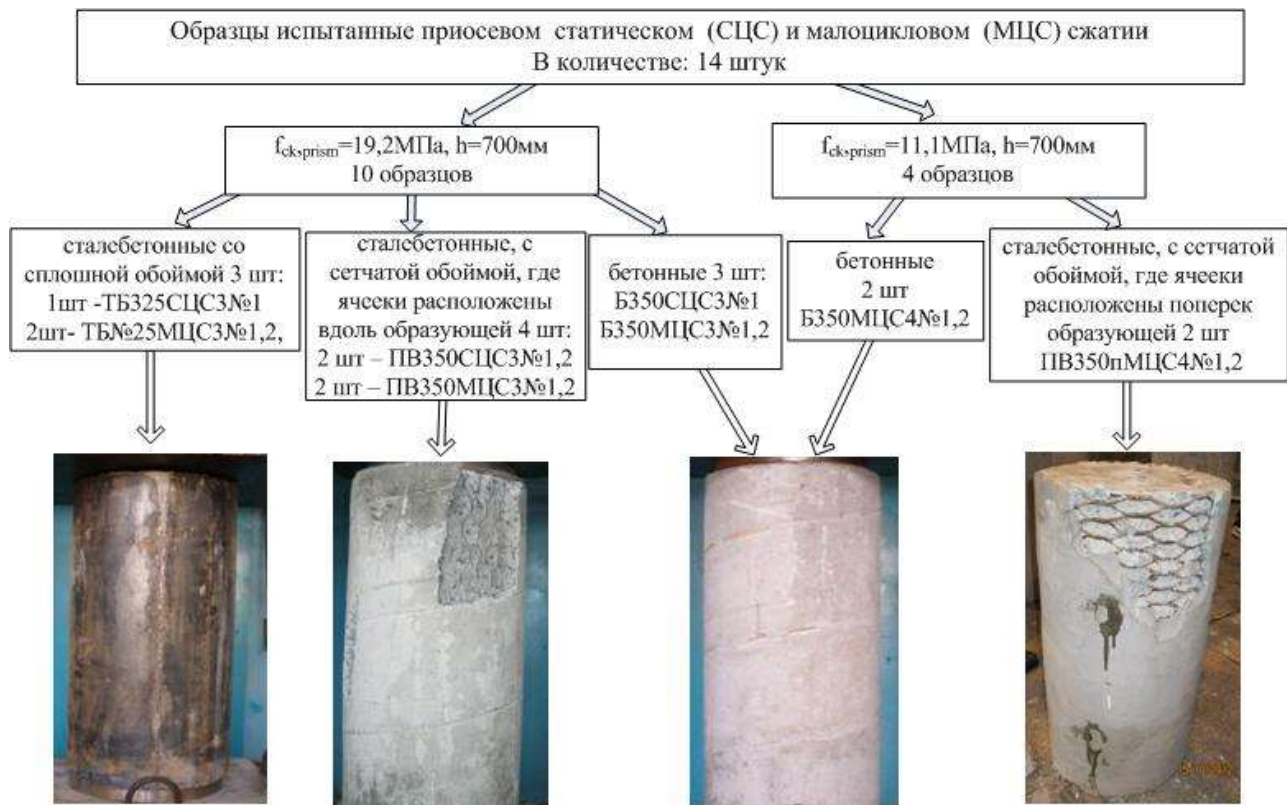 Образцы испытанные приосевом статическом (СЦС) и малоцикловом (МЦС) сжатии
В количестве: 14 штук
fck,prism=19,2МПа, h=700мм
10 образцов
fck,prism=11,1МПа, h=700мм
4 образцов
сталебетонные со
сплошной обоймой 3 шт:
1шт -ТБ325СЦС3№1
2шт- ТБ№25МЦС3№1,2,
сталебетонные, с
сетчатой обоймой, где
ячееки расположены
вдоль образующей 4 шт:
2 шт – ПВ350СЦС3№1,2
2 шт – ПВ350МЦС3№1,2
бетонные 3 шт:
Б350СЦС3№1
Б350МЦС3№1,2
бетонные
2 шт
Б350МЦС4№1,2
сталебетонные, с сетчатой
обоймой, где ячееки
расположены поперек
образующей 2 шт
ПВ350пМЦС4№1,2